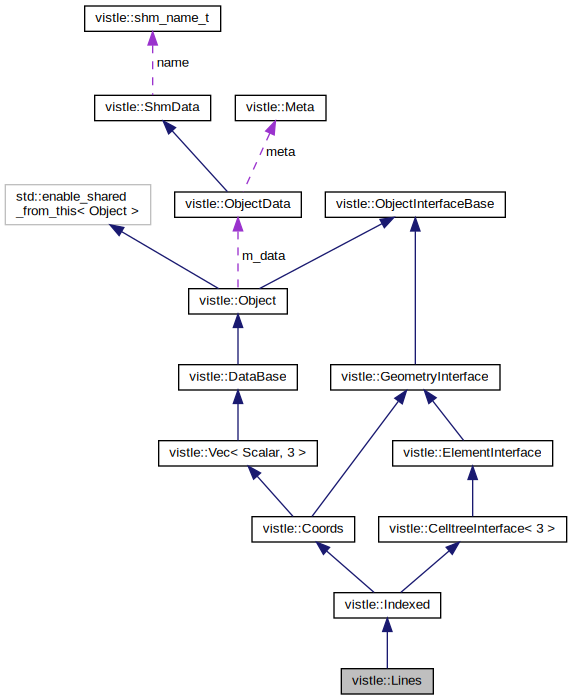 vistle::shm_name_t
name
vistle::ShmData
vistle::Meta
meta
std::enable_shared
_from_this< Object >
vistle::ObjectData
vistle::ObjectInterfaceBase
m_data
vistle::Object
vistle::DataBase
vistle::GeometryInterface
vistle::Vec< Scalar, 3 >
vistle::ElementInterface
vistle::Coords
vistle::CelltreeInterface< 3 >
vistle::Indexed
vistle::Lines